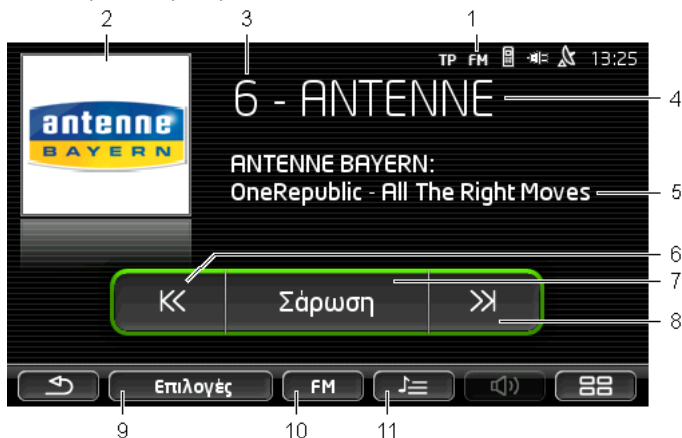 2 3 1
TP FM 13:25
6 - ANTENNE 4
antenne
BAYERN
ANTENNE BAYERN:
OneRepublic - All The Right Moves 5
6
7
Σάρωση
8
Επιλογές FM
9 10 11